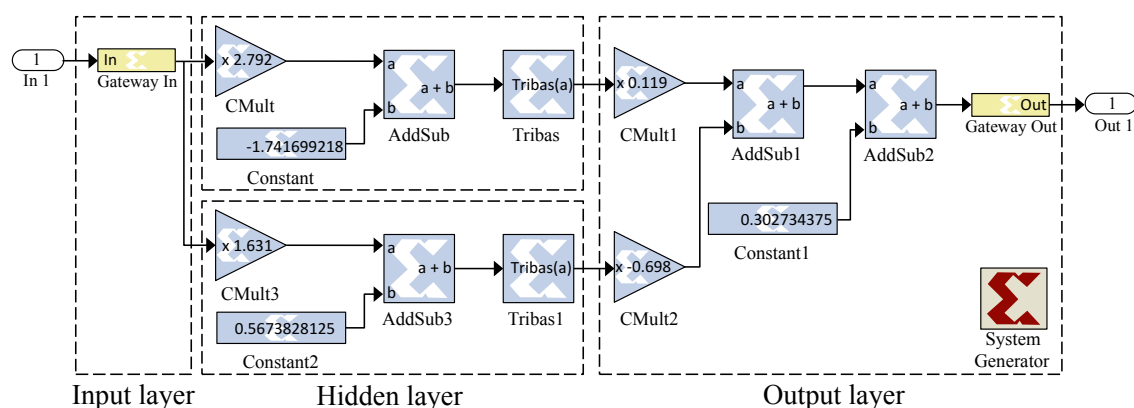 1
In 1
In
Gateway In
x 2.792
CMult
-1.741699218
Constant
a
b
a + b
AddSub
Tribas(a)
Tribas
x 1.631
CMult3
0.5673828125
Constant2
a
b
a + b
AddSub3
Tribas(a)
Tribas1
x 0.119
CMult1
x -0.698
CMult2
a
b
a + b
AddSub1
0.302734375
Constant1
a
b
a + b
AddSub2
Out
Gateway Out
1
Out 1
System
Generator
Input layer
Hidden layer
Output layer